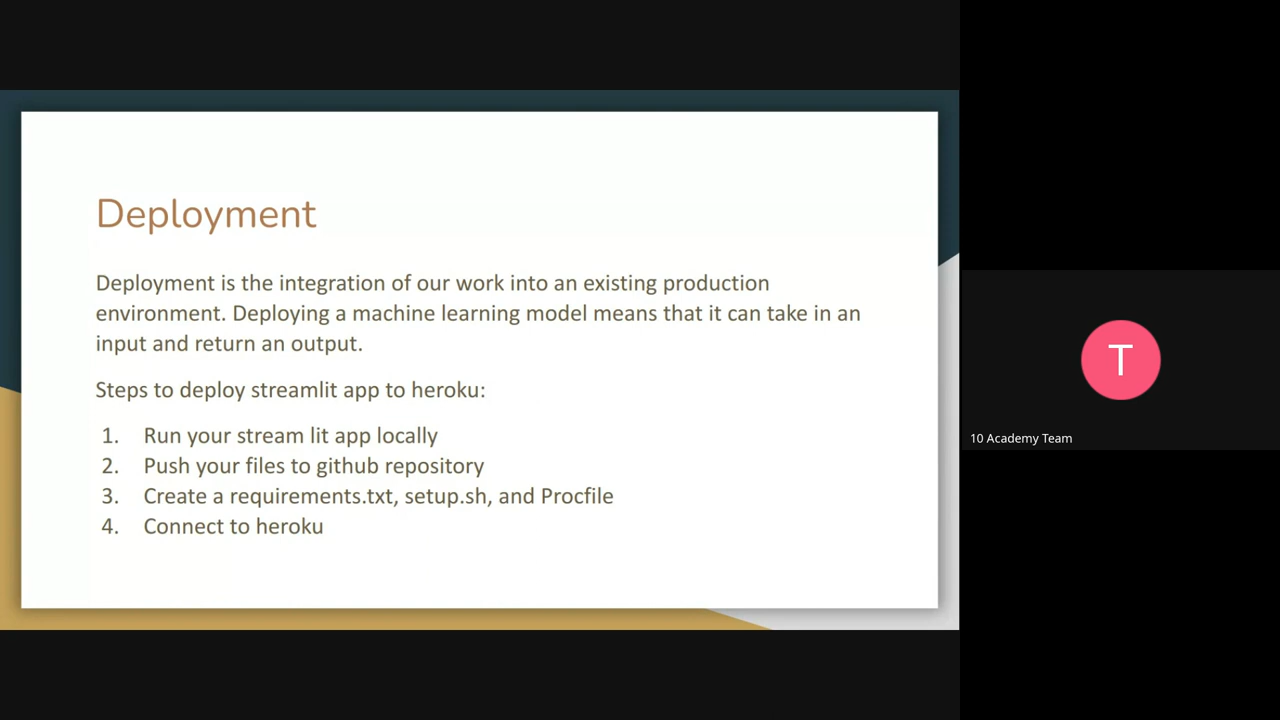 Deployment
Deployment is the integration of our work into an existing production
environment. Deploying a machine learning model means that it can take in an
input and return an output.
Steps to deploy streamlit app to heroku:
1. Run your stream lit app locally
2. Push your files to github repository
3. Create a requirements.txt, setup.sh, and Procfile
4. Connect to heroku
T
10 Academy Team